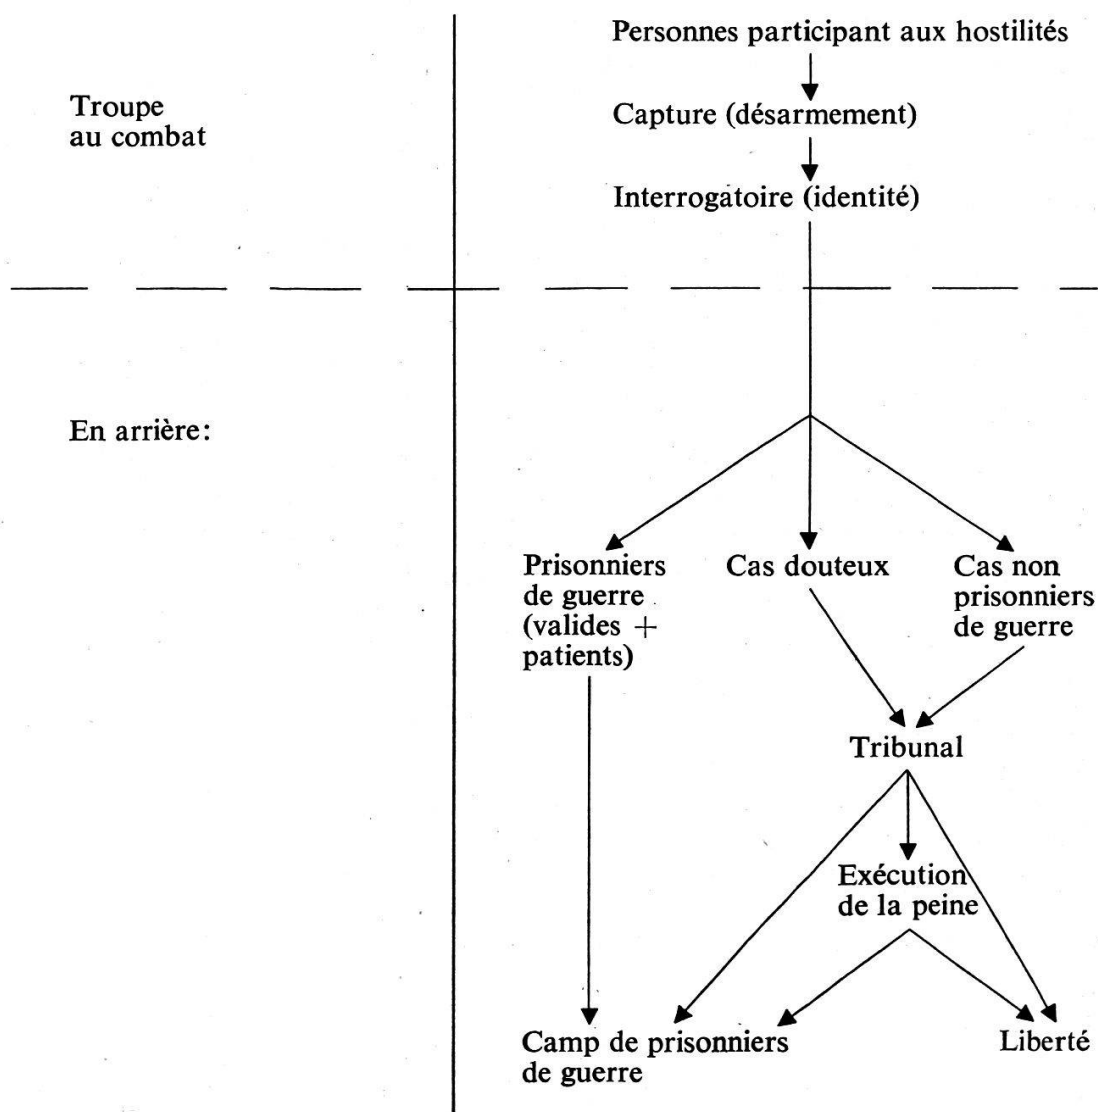 Personnes participant aux hostilités
Troupe
au combat
Capture (désarmement)
Interrogatoire (identité)
En arrière:
Prisonniers
de guerre
(valides +
patients)
Cas douteux
Cas non
prisonniers
de guerre
Tribunal
Exécution
de la peine
Camp de prisonniers
de guerre
Liberté